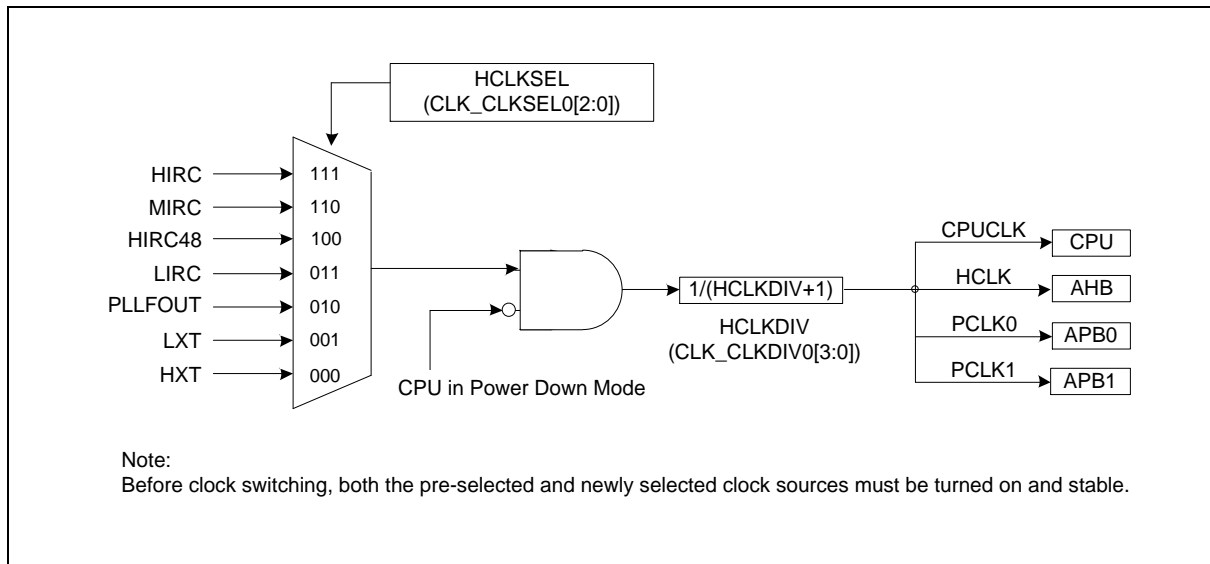 HCLKSEL
(CLK_CLKSEL0[2:0])
HIRC 111
MIRC 110
HIRC48 100
LIRC 011
PLLFOUT 010
LXT 001
HXT 000
CPU in Power Down Mode
1/(HCLKDIV+1)
HCLKDIV
(CLK_CLKDIV0[3:0])
CPUCLK CPU
HCLK AHB
PCLK0 APB0
PCLK1 APB1
Note:
Before clock switching, both the pre-selected and newly selected clock sources must be turned on and stable.